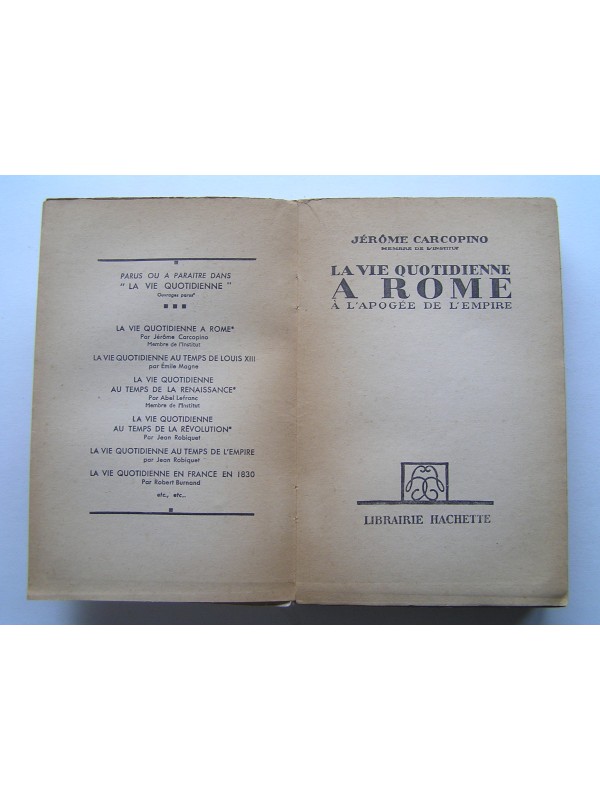 PARUS OU A PARAITRE DANS
" LA VIE QUOTIDIENNE "
Ouvrages parus*
LA VIE QUOTIDIENNE A ROME*
Par Jérôme Carcopino
Membre de l'Institut
LA VIE QUOTIDIENNE AU TEMPS DE LOUIS XIII
par Émile Magne
LA VIE QUOTIDIENNE
AU TEMPS DE LA RENAISSANCE*
Par Abel Lefranc
Membre de l'Institut
LA VIE QUOTIDIENNE
AU TEMPS DE LA RÉVOLUTION*
Par Jean Robiquet
LA VIE QUOTIDIENNE AU TEMPS DE L'EMPIRE
par Jean Robiquet
LA VIE QUOTIDIENNE EN FRANCE EN 1830
Par Robert Burnand
etc., etc..
JÉRÔME CARCOPINO
MEMBRE DE L'INSTITUT
LA VIE QUOTIDIENNE
A ROME
À L'APOGÉE DE L'EMPIRE
LIBRAIRIE HACHETTE